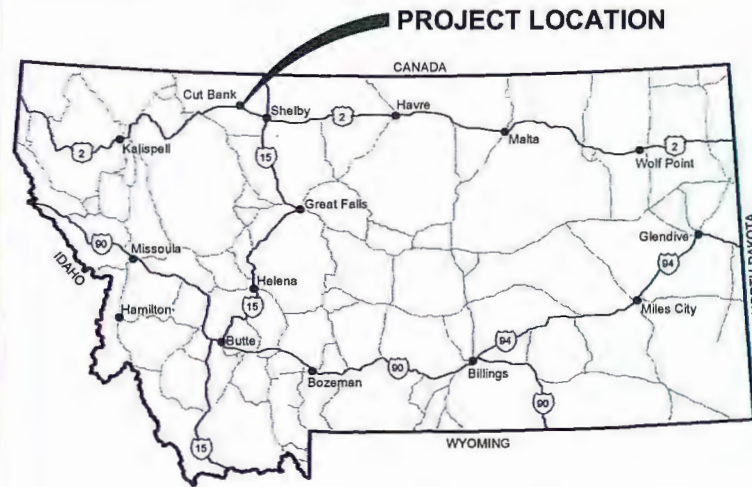 PROJECT LOCATION
CANADA
Cut Bank
Shelby
2
Havre
Malta
2
Kalispell
15
Wolf Point
2
Great Falls
90
Missoula
IDAHO
Glendive
94
Helena
15
Hamilton
Miles City
Butte
94
Bozeman
90
Billings
90
15
WYOMING